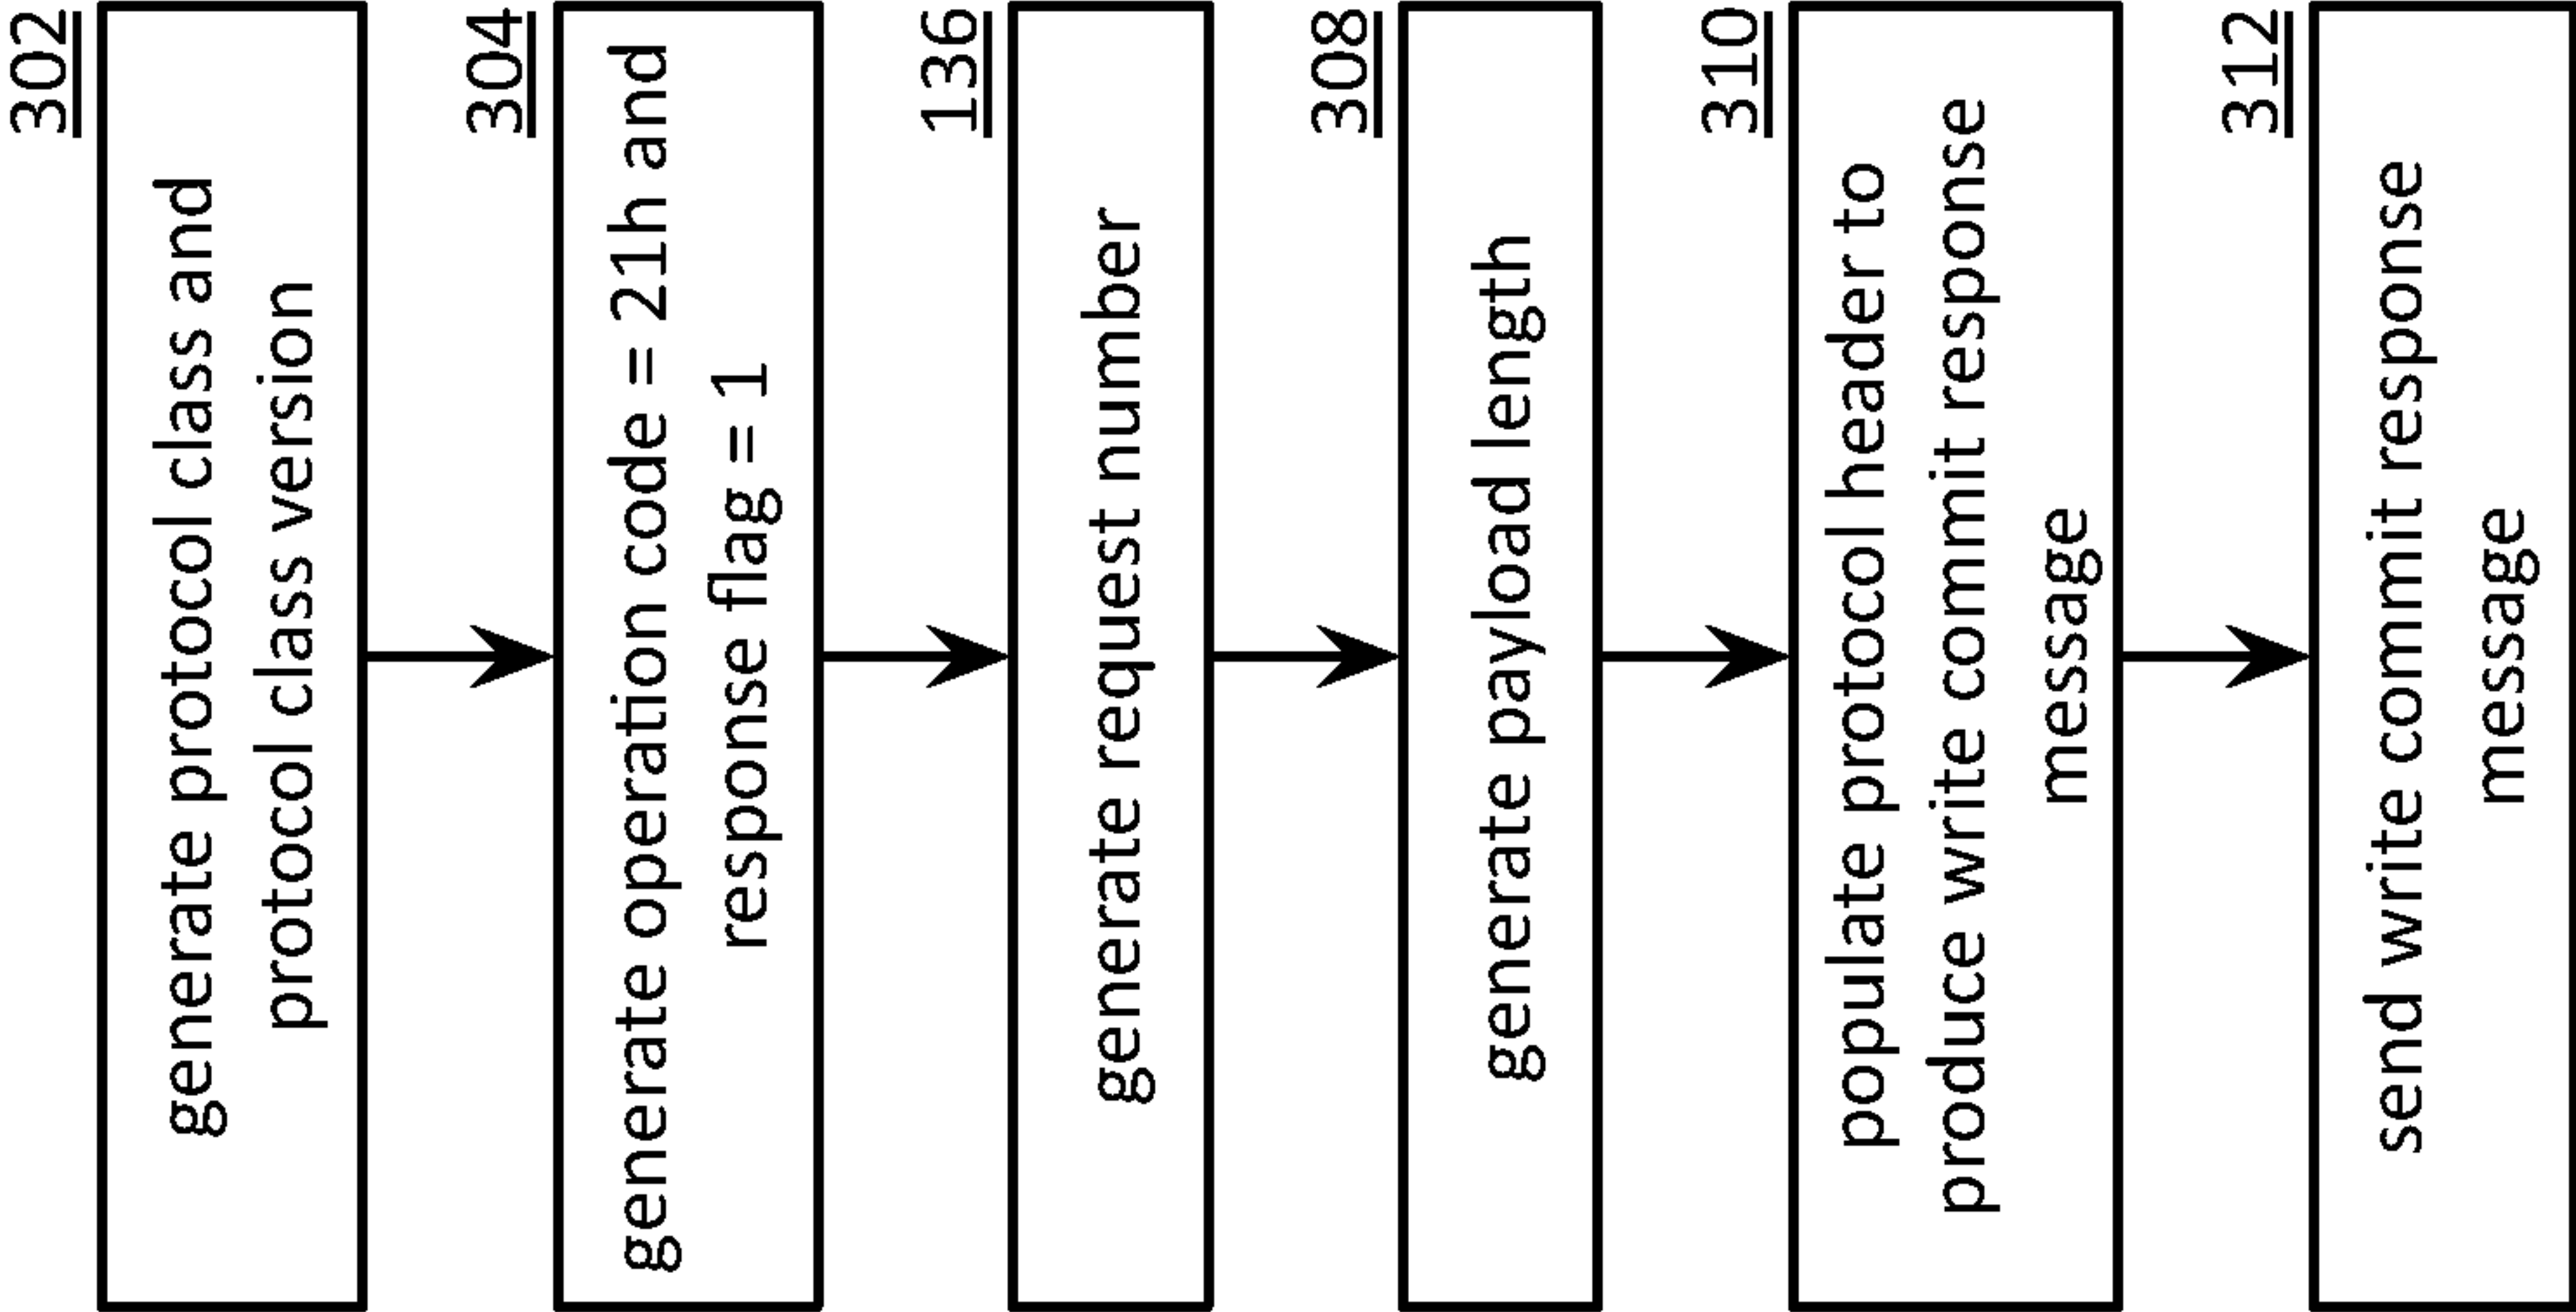 302
generate protocol class and
protocol class version
304
generate operation code = 21h and
response flag = 1
136
generate request number
308
generate payload length
310
populate protocol header to
produce write commit response
message
312
send write commit response
message